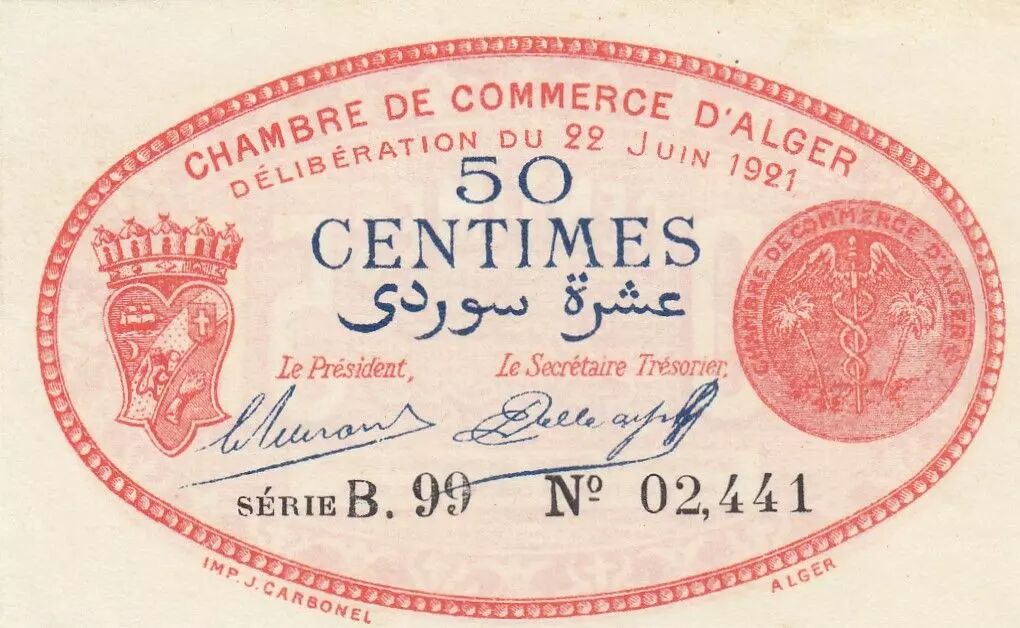 CHAMBRE DE COMMERCE D'ALGER
DÉLIBÉRATION DU 22 JUIN 1921
50
CENTIMES
عشرة سوردى
CHAMBRE DE COMMERCE D'ALGER
Le Président,
Le Secrétaire Trésorier,
SÉRIE B. 99 Nº 02,441
IMP. J. CARBONEL
ALGER